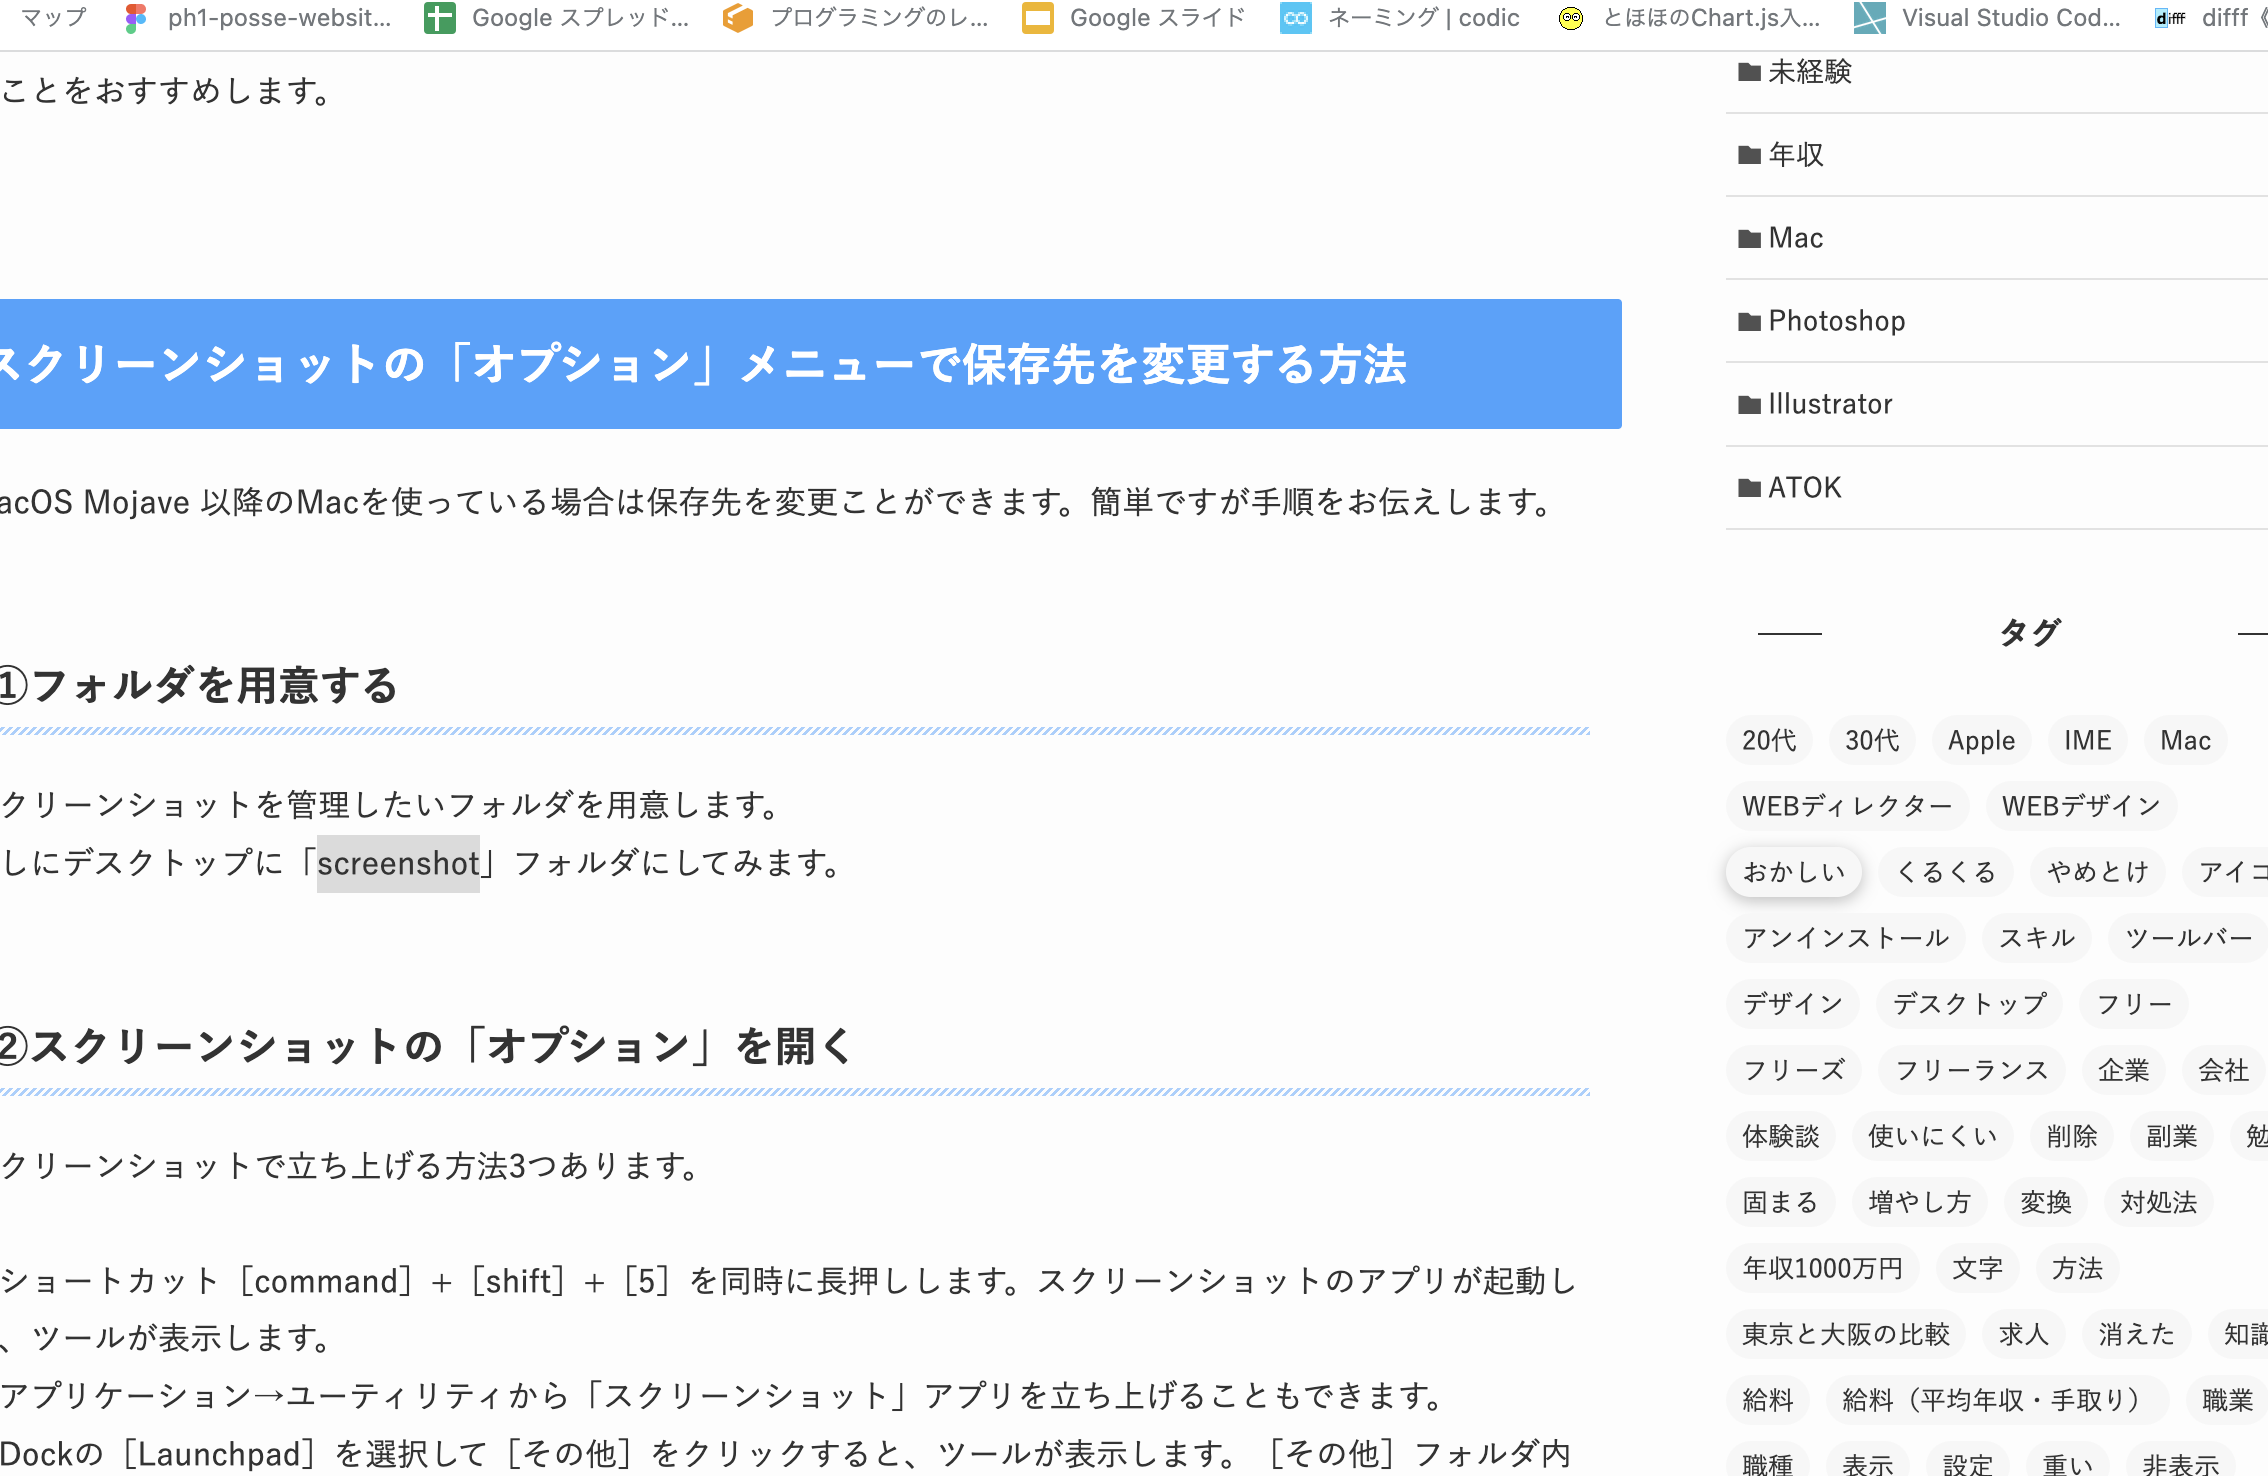 マップ ph1-posse-websit... Google スプレッド... プログラミングのレ... Google スライド ネーミング | codic とほほのChart.js入... Visual Studio Cod... difff
ことをおすすめします。
スクリーンショットの「オプション」メニューで保存先を変更する方法
acOS Mojave 以降のMacを使っている場合は保存先を変更ことができます。簡単ですが手順をお伝えします。
①フォルダを用意する
クリーンショットを管理したいフォルダを用意します。
しにデスクトップに「screenshot」フォルダにしてみます。
②スクリーンショットの「オプション」を開く
クリーンショットで立ち上げる方法3つあります。
ショートカット［command］+［shift］+［5］を同時に長押しします。スクリーンショットのアプリが起動し
、ツールが表示します。
アプリケーション→ユーティリティから「スクリーンショット」アプリを立ち上げることもできます。
Dockの［Launchpad］を選択して［その他］をクリックすると、ツールが表示します。［その他］フォルダ内
未経験
年収
Mac
Photoshop
Illustrator
ATOK
タグ
20代 30代 Apple IME Mac
WEBディレクター WEBデザイン
おかしい くるくる やめとけ アイコ
アンインストール スキル ツールバー
デザイン デスクトップ フリー
フリーズ フリーランス 企業 会社
体験談 使いにくい 削除 副業 勉
固まる 増やし方 変換 対処法
年収1000万円 文字 方法
東京と大阪の比較 求人 消えた 知識
給料 給料（平均年収・手取り） 職業
職種 表示 設定 重い 非表示